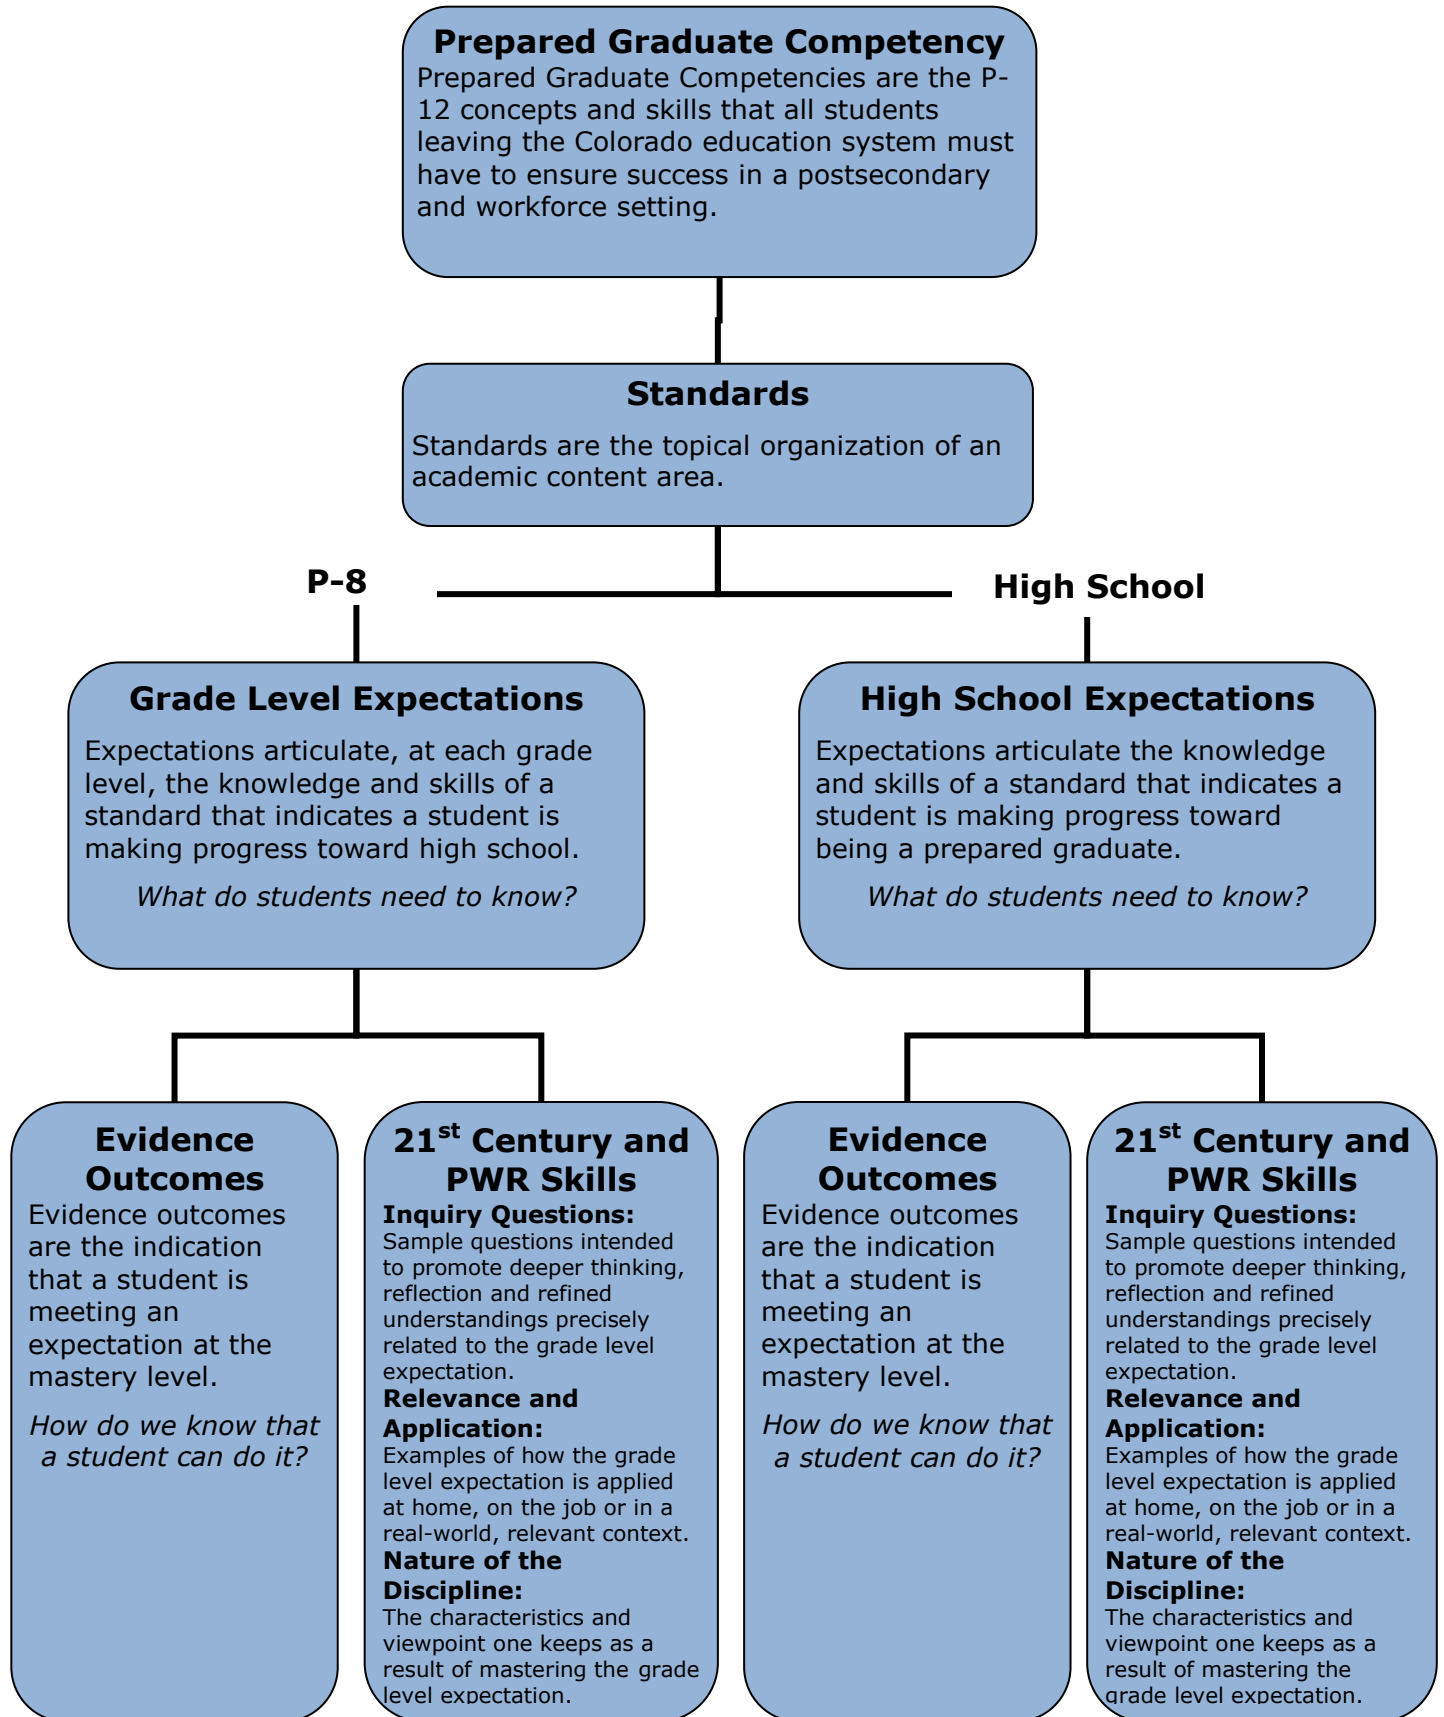 Prepared Graduate Competency
Prepared Graduate Competencies are the P-
12 concepts and skills that all students
leaving the Colorado education system must
have to ensure success in a postsecondary
and workforce setting.
Standards
Standards are the topical organization of an
academic content area.
P-8
High School
Grade Level Expectations
Expectations articulate, at each grade
level, the knowledge and skills of a
standard that indicates a student is
making progress toward high school.
What do students need to know?
High School Expectations
Expectations articulate the knowledge
and skills of a standard that indicates a
student is making progress toward
being a prepared graduate.
What do students need to know?
Evidence
Outcomes
Evidence outcomes
are the indication
that a student is
meeting an
expectation at the
mastery level.
How do we know that
a student can do it?
21st Century and
PWR Skills
Inquiry Questions:
Sample questions intended
to promote deeper thinking,
reflection and refined
understandings precisely
related to the grade level
expectation.
Relevance and
Application:
Examples of how the grade
level expectation is applied
at home, on the job or in a
real-world, relevant context.
Nature of the
Discipline:
The characteristics and
viewpoint one keeps as a
result of mastering the grade
level expectation.
Evidence
Outcomes
Evidence outcomes
are the indication
that a student is
meeting an
expectation at the
mastery level.
How do we know that
a student can do it?
21st Century and
PWR Skills
Inquiry Questions:
Sample questions intended
to promote deeper thinking,
reflection and refined
understandings precisely
related to the grade level
expectation.
Relevance and
Application:
Examples of how the grade
level expectation is applied
at home, on the job or in a
real-world, relevant context.
Nature of the
Discipline:
The characteristics and
viewpoint one keeps as a
result of mastering the
grade level expectation.